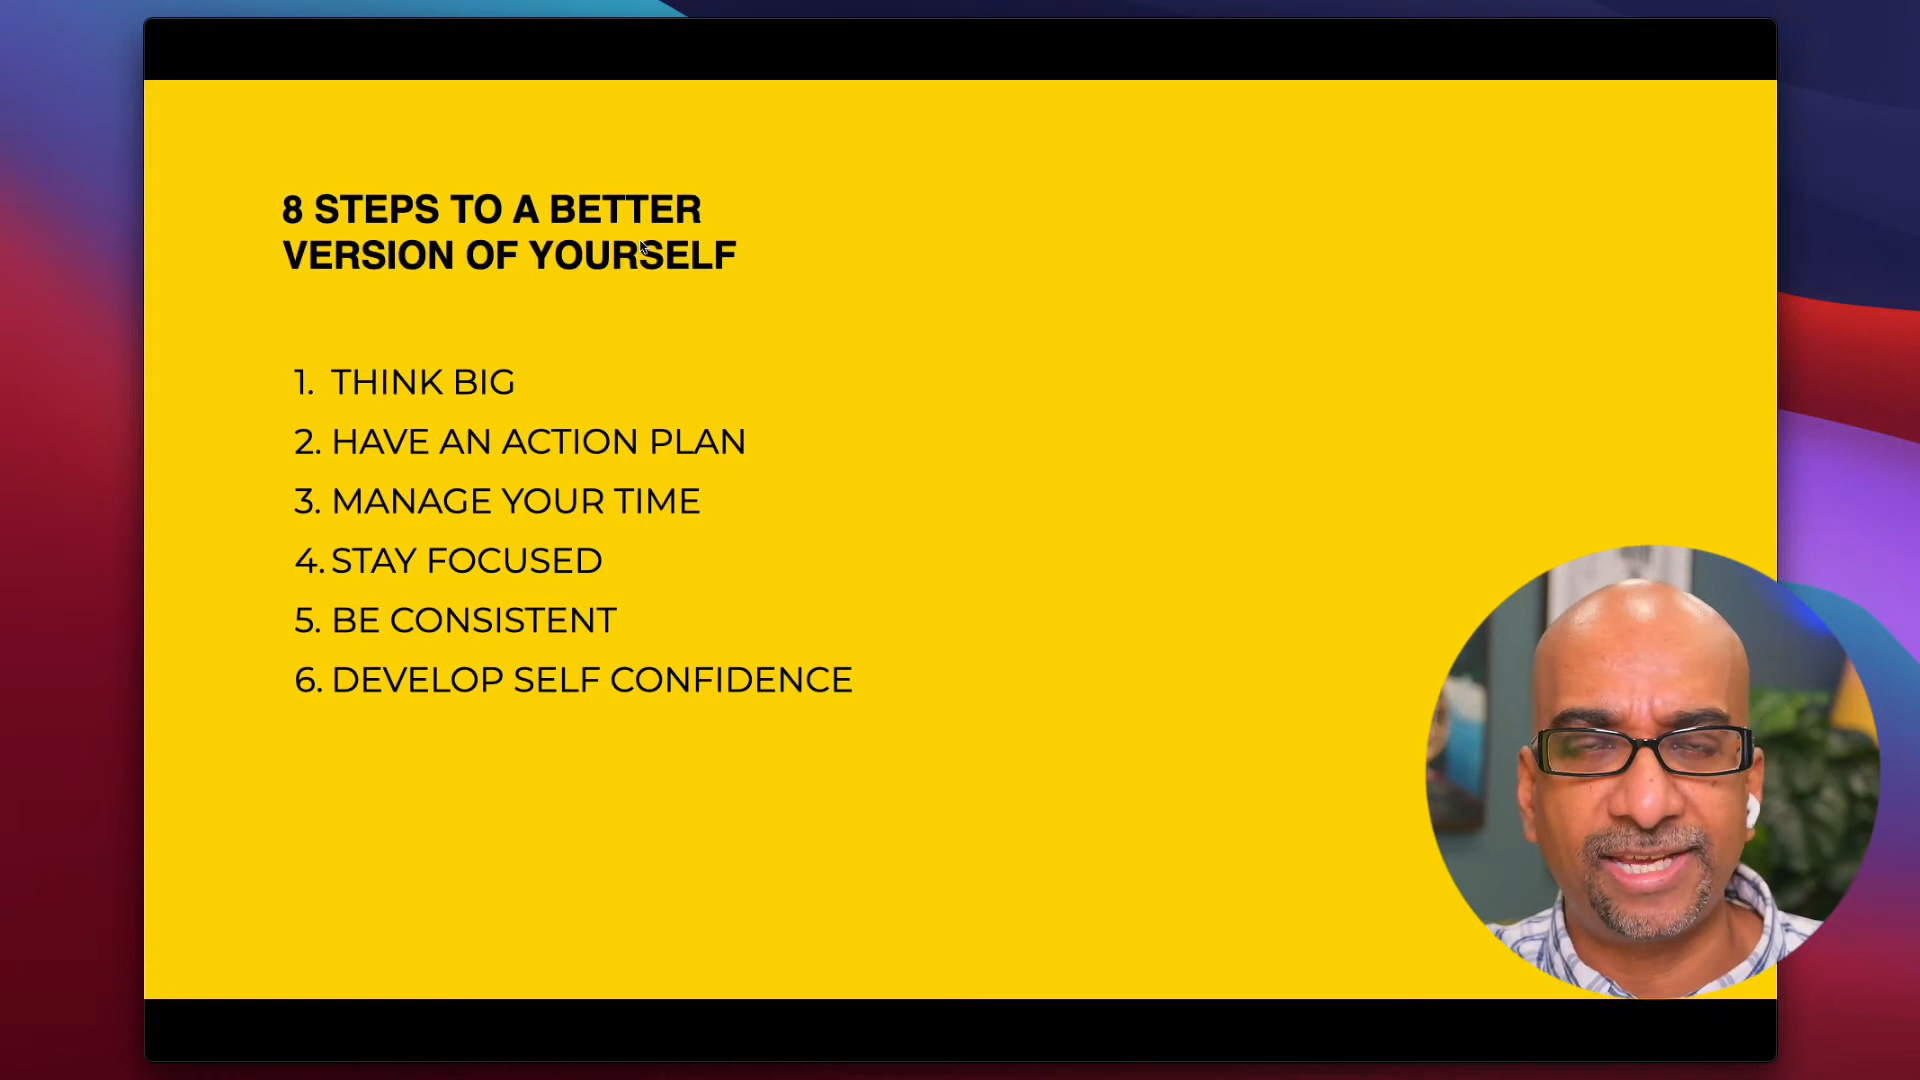 8 STEPS TO A BETTER
VERSION OF YOURSELF
1. THINK BIG
2. HAVE AN ACTION PLAN
3. MANAGE YOUR TIME
4. STAY FOCUSED
5. BE CONSISTENT
6. DEVELOP SELF CONFIDENCE